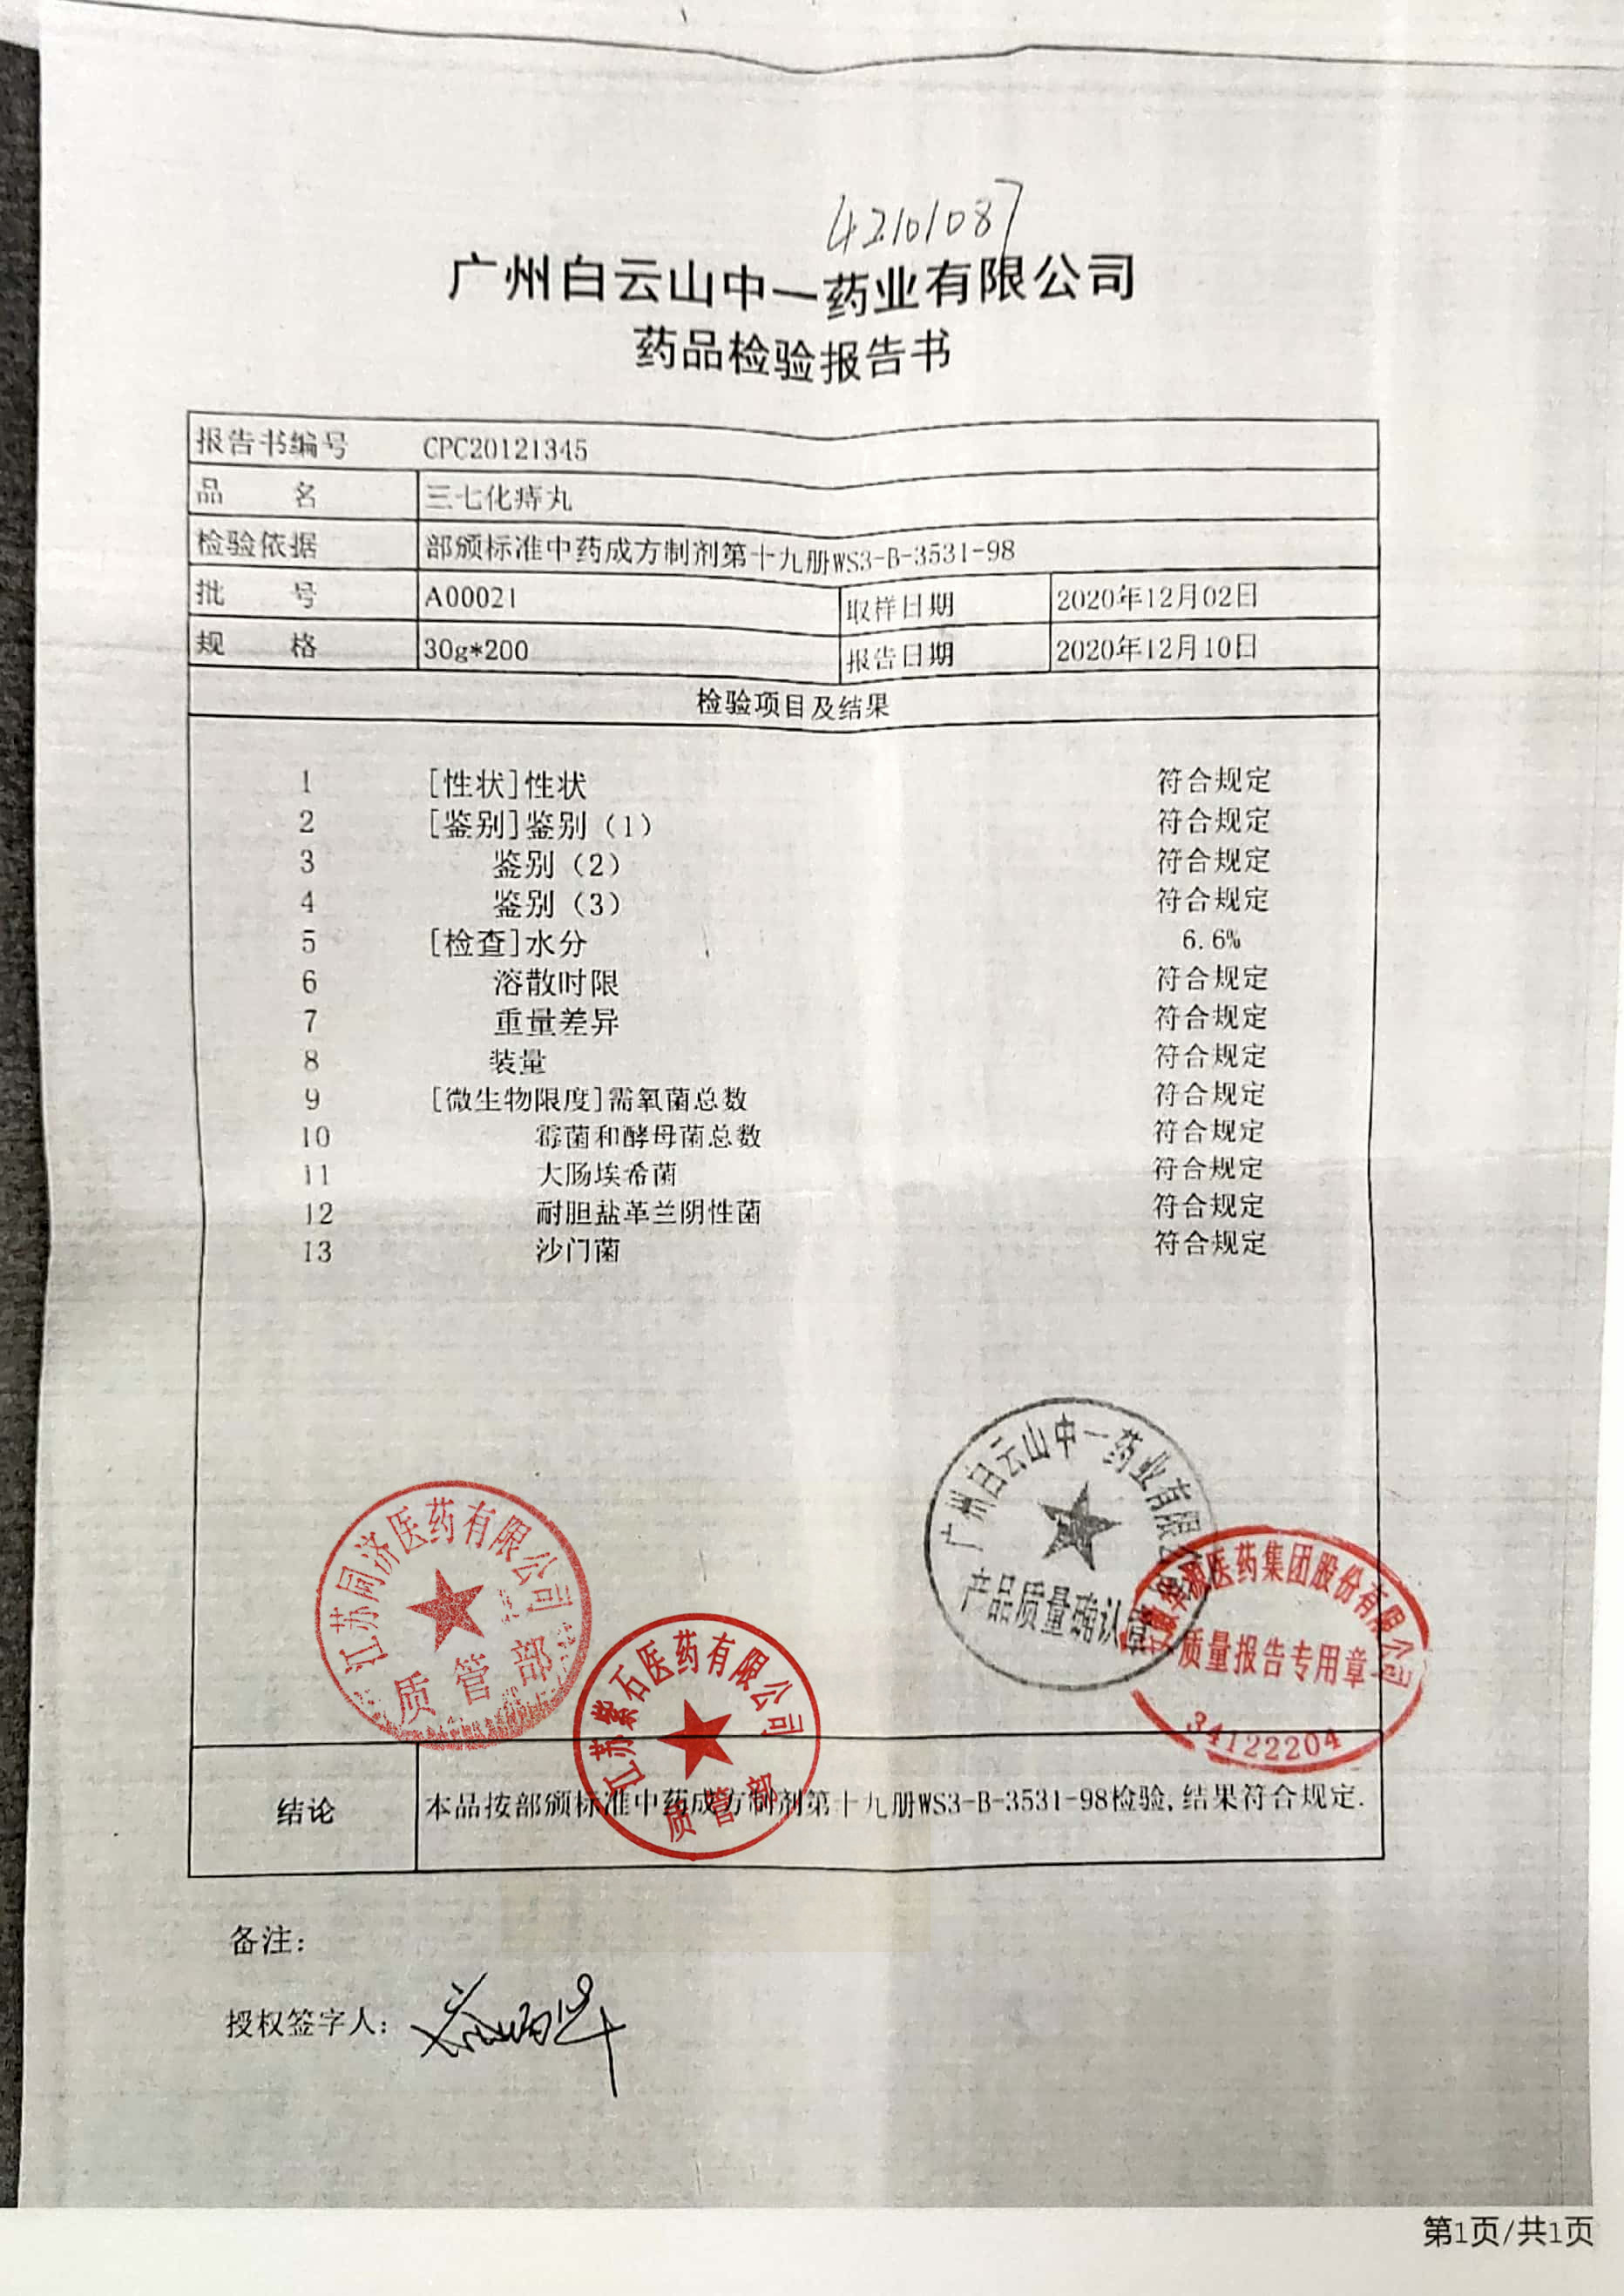 42101087
广州白云山中一药业有限公司
药品检验报告书
报告书编号 CPC20121345
品 名 三七化痔丸
检验依据 部颁标准中药成方制剂第十九册WS3-B-3531-98
批 号 A00021 取样日期 2020年12月02日
规 格 30g*200 报告日期 2020年12月10日
检验项目及结果
1 [性状]性状 符合规定
2 [鉴别]鉴别（1） 符合规定
3 鉴别（2） 符合规定
4 鉴别（3） 符合规定
5 [检查]水分 6.6%
6 溶散时限 符合规定
7 重量差异 符合规定
8 装量 符合规定
9 [微生物限度]需氧菌总数 符合规定
10 霉菌和酵母菌总数 符合规定
11 大肠埃希菌 符合规定
12 耐胆盐革兰阴性菌 符合规定
13 沙门菌 符合规定
广州白云山中一药业有限公
产品质量确认章
江苏同济医药有限公司
质管部
医药集团股份有限公司
质量报告专用章
34122204
江苏紫石医药有限公司
质管部
结论 本品按部颁标准中药成方制剂第十九册WS3-B-3531-98检验,结果符合规定.
备注:
授权签字人:
第1页/共1页